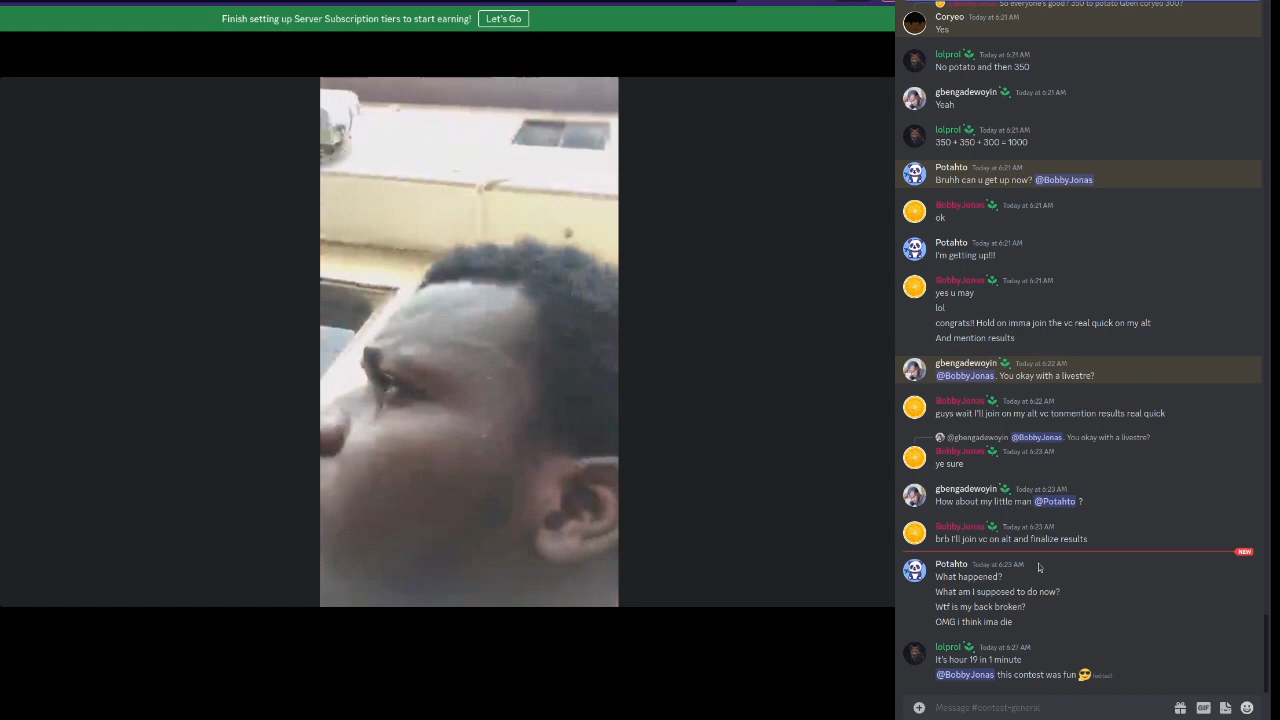 Finish setting up Server Subscription tiers to start earning! Let's Go
So everyone's good? 350 to potato Gben coryeo 300?
Coryeo Today at 6:21 AM
Yes
lolprol Today at 6:21 AM
No potato and then 350
gbengadewoyin Today at 6:21 AM
Yeah
lolprol Today at 6:21 AM
350 + 350 + 300 = 1000
Potahto Today at 6:21 AM
Bruhh can u get up now? @BobbyJonas
BobbyJonas Today at 6:21 AM
ok
Potahto Today at 6:21 AM
I'm getting up!!!
BobbyJonas Today at 6:21 AM
yes u may
lol
congrats!! Hold on imma join the vc real quick on my alt
And mention results
gbengadewoyin Today at 6:22 AM
@BobbyJonas. You okay with a livestre?
BobbyJonas Today at 6:22 AM
guys wait I'll join on my alt vc tonmention results real quick
@gbengadewoyin @BobbyJonas. You okay with a livestre?
BobbyJonas Today at 6:23 AM
ye sure
gbengadewoyin Today at 6:23 AM
How about my little man @Potahto ?
BobbyJonas Today at 6:23 AM
brb I'll join vc on alt and finalize results
NEW
Potahto Today at 6:23 AM
What happened?
What am I supposed to do now?
Wtf is my back broken?
OMG I think ima die
lolprol Today at 6:27 AM
It's hour 19 in 1 minute
@BobbyJonas this contest was fun (edited)
Message #contest-general
GIF